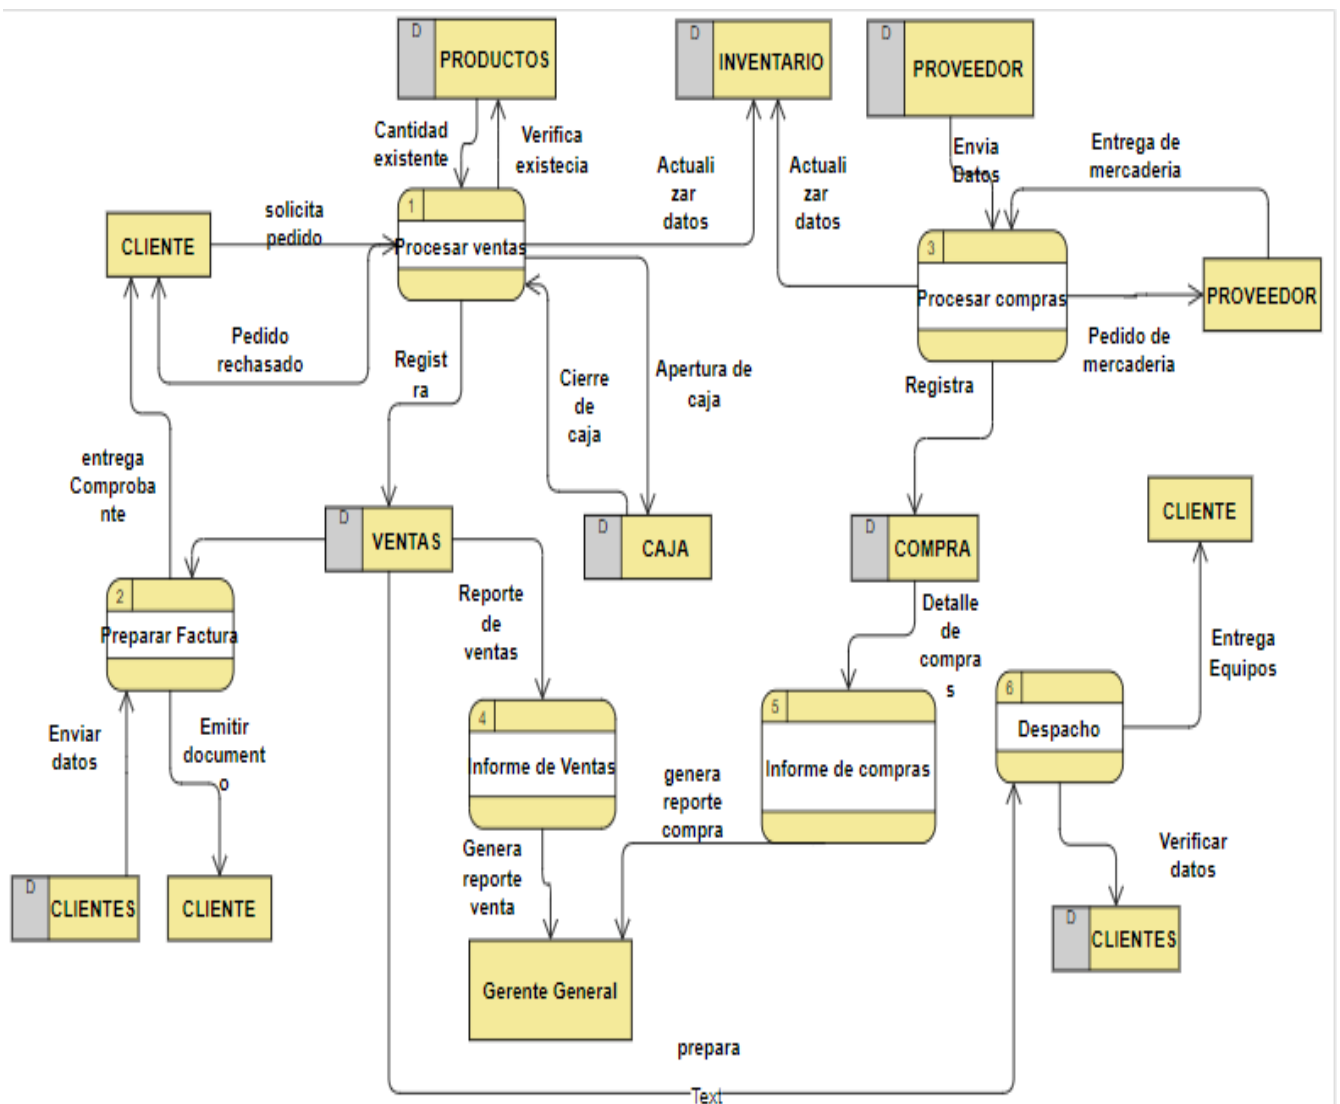 D
PRODUCTOS
D
INVENTARIO
D
PROVEEDOR
Cantidad
existente
Verifica
existecia
Actuali
zar
datos
Actuali
zar
datos
Envia
Datos
Entrega de
mercaderia
CLIENTE
solicita
pedido
1
Procesar ventas
3
Procesar compras
PROVEEDOR
Pedido
rechasado
Regist
ra
Cierre
de
caja
Apertura de
caja
Registra
Pedido de
mercaderia
entrega
Comproba
nte
D
VENTAS
D
CAJA
D
COMPRA
CLIENTE
2
Preparar Factura
Reporte
de
ventas
Detalle
de
compra
s
Entrega
Equipos
Enviar
datos
Emitir
document
o
4
Informe de Ventas
5
Informe de compras
6
Despacho
genera
reporte
compra
Genera
reporte
venta
Verificar
datos
D
CLIENTES
CLIENTE
Gerente General
D
CLIENTES
prepara
Text